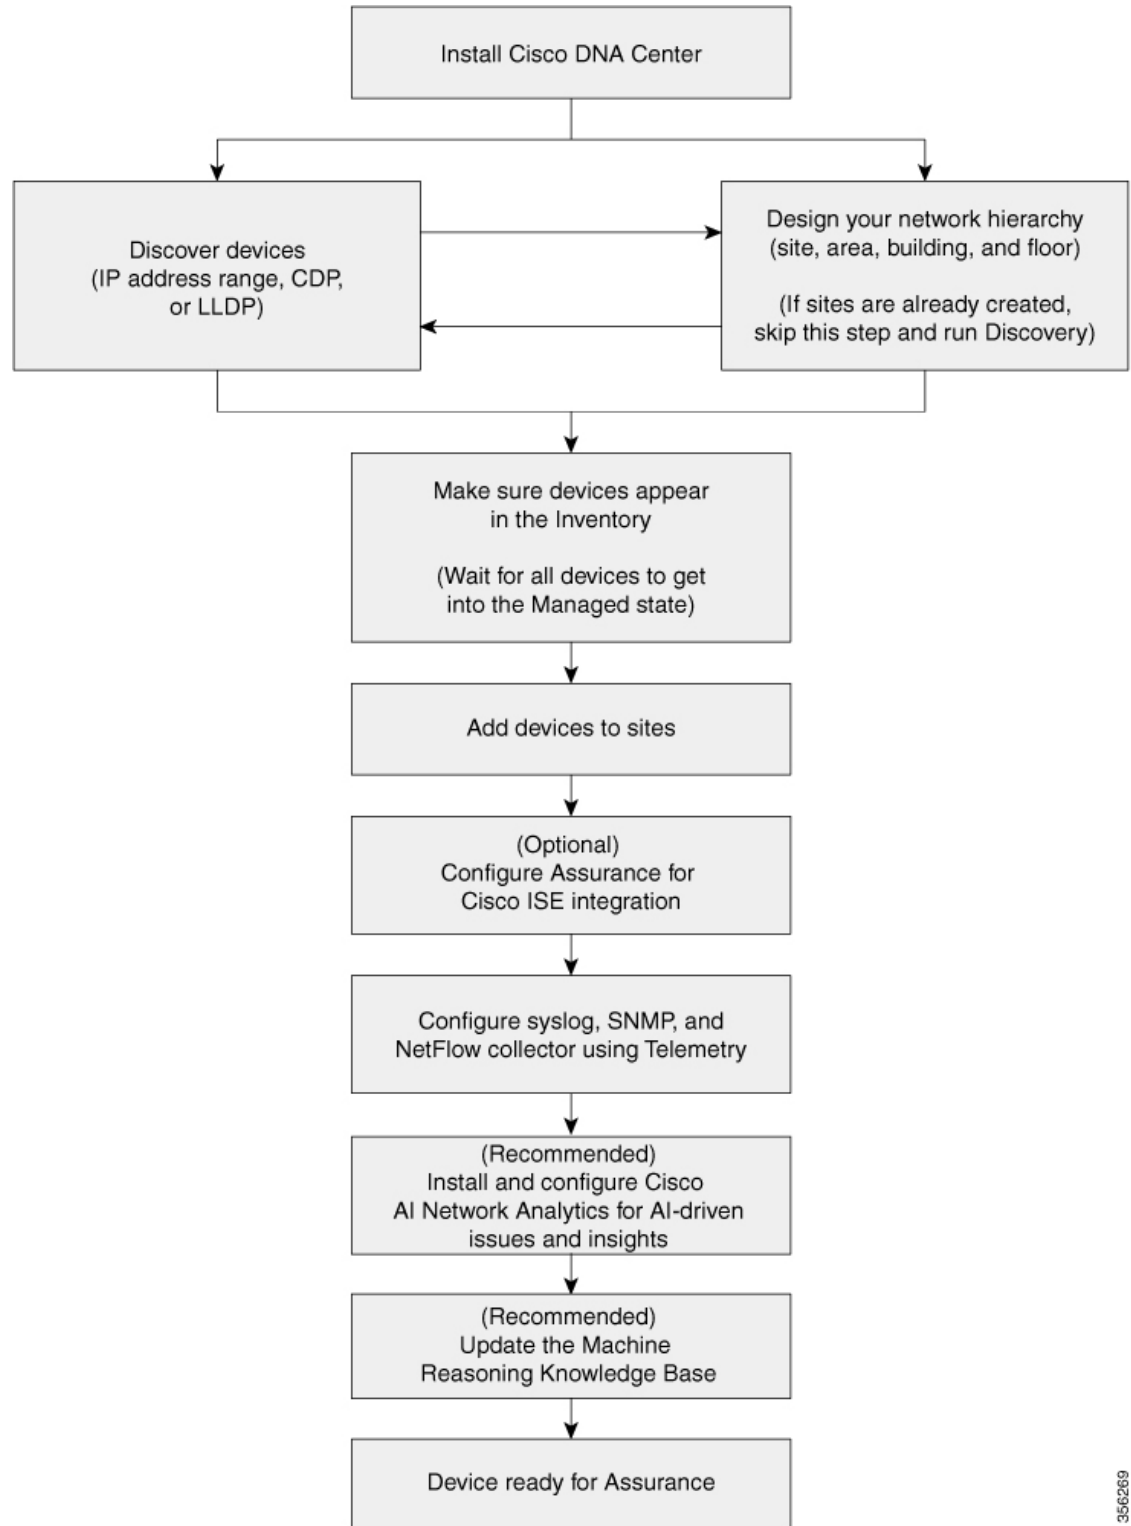 Install Cisco DNA Center
Discover devices
(IP address range, CDP,
or LLDP)
Design your network hierarchy
(site, area, building, and floor)
(If sites are already created,
skip this step and run Discovery)
Make sure devices appear
in the Inventory
(Wait for all devices to get
into the Managed state)
Add devices to sites
(Optional)
Configure Assurance for
Cisco ISE integration
Configure syslog, SNMP, and
NetFlow collector using Telemetry
(Recommended)
Install and configure Cisco
AI Network Analytics for AI-driven
issues and insights
(Recommended)
Update the Machine
Reasoning Knowledge Base
Device ready for Assurance
356269